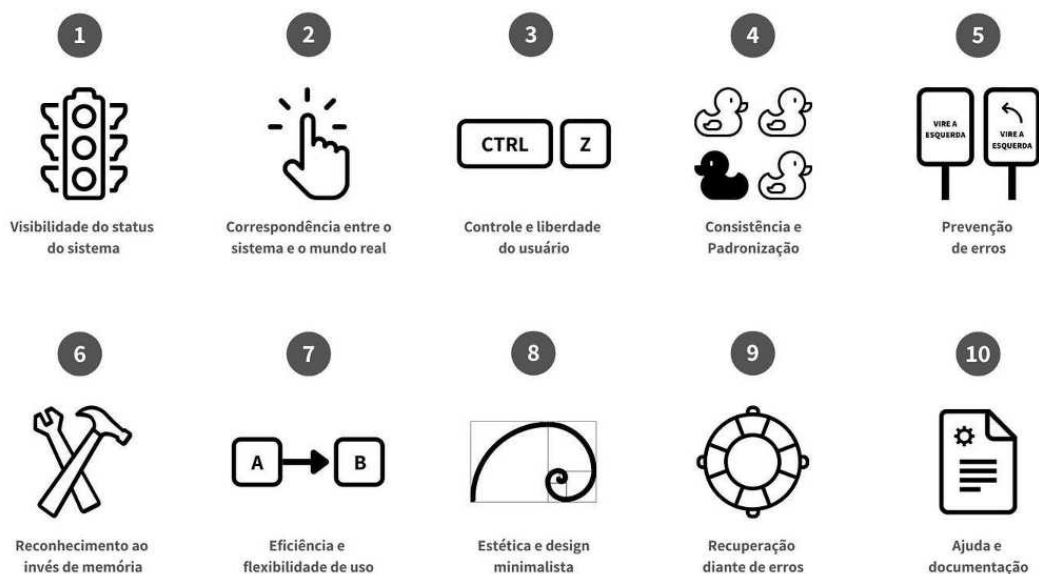 1
2
3
4
5
CTRL
Z
VIRE A
ESQUERDA
VIRE A
ESQUERDA
Visibilidade do status
do sistema
Correspondência entre o
sistema e o mundo real
Controle e liberdade
do usuário
Consistência e
Padronização
Prevenção
de erros
6
7
8
9
10
A
B
Reconhecimento ao
invés de memória
Eficiência e
flexibilidade de uso
Estética e design
minimalista
Recuperação
diante de erros
Ajuda e
documentação